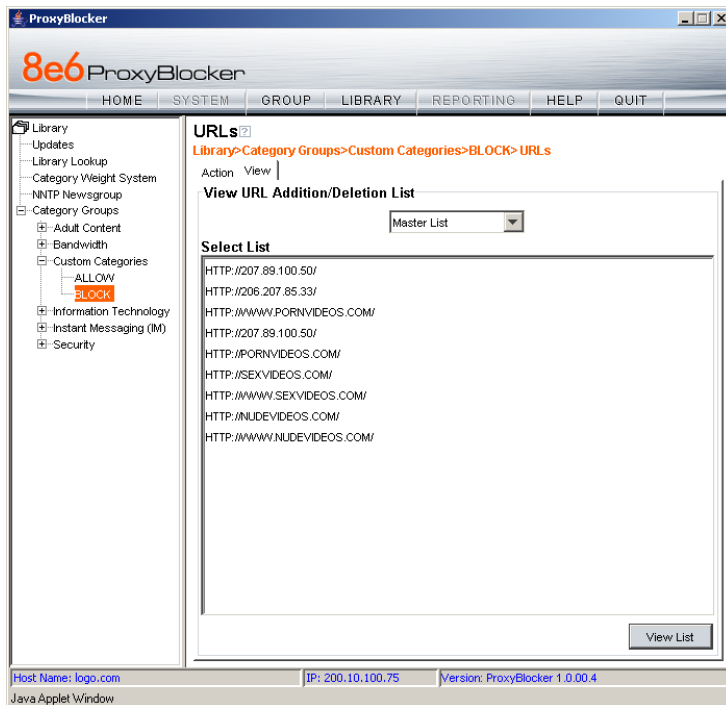 ProxyBlocker
8e6 ProxyBlocker
HOME SYSTEM GROUP LIBRARY REPORTING HELP QUIT
Library
Updates
Library Lookup
Category Weight System
NNTP Newsgroup
Category Groups
Adult Content
Bandwidth
Custom Categories
ALLOW
BLOCK
Information Technology
Instant Messaging (IM)
Security
URLs?
Library>Category Groups>Custom Categories>BLOCK>URLs
Action View
View URL Addition/Deletion List
Master List
Select List
HTTP://207.89.100.50/
HTTP://206.207.85.33/
HTTP://WWW.PORNVIDEOS.COM/
HTTP://207.89.100.50/
HTTP://PORNVIDEOS.COM/
HTTP://SEXVIDEOS.COM/
HTTP://WWW.SEXVIDEOS.COM/
HTTP://NUDEVIDEOS.COM/
HTTP://WWW.NUDEVIDEOS.COM/
View List
Host Name: logo.com IP: 200.10.100.75 Version: ProxyBlocker 1.0.00.4
Java Applet Window